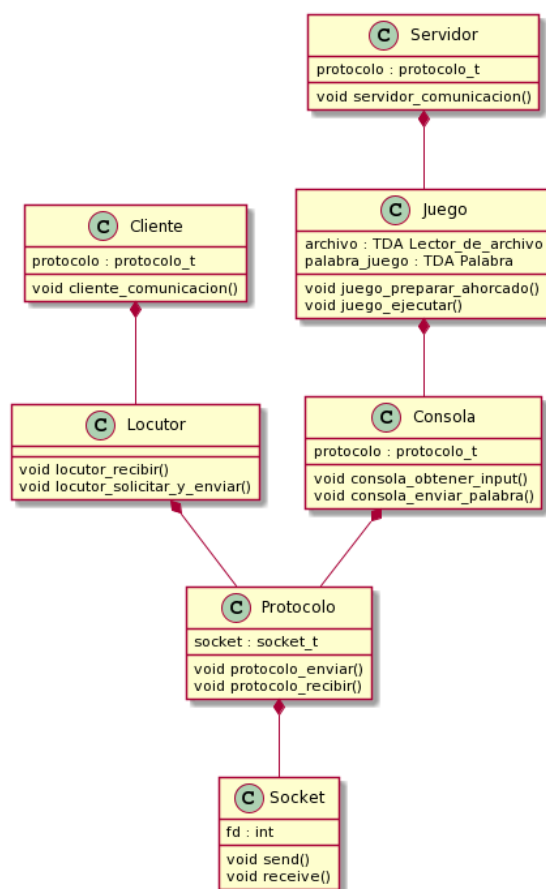 C Servidor
protocolo : protocolo_t
void servidor_comunicacion()
C Juego
archivo : TDA Lector_de_archivo
palabra_juego : TDA Palabra
void juego_preparar_ahorcado()
void juego_ejecutar()
C Cliente
protocolo : protocolo_t
void cliente_comunicacion()
C Locutor
void locutor_recibir()
void locutor_solicitar_y_enviar()
C Consola
protocolo : protocolo_t
void consola_obtener_input()
void consola_enviar_palabra()
C Protocolo
socket : socket_t
void protocolo_enviar()
void protocolo_recibir()
C Socket
fd : int
void send()
void receive()